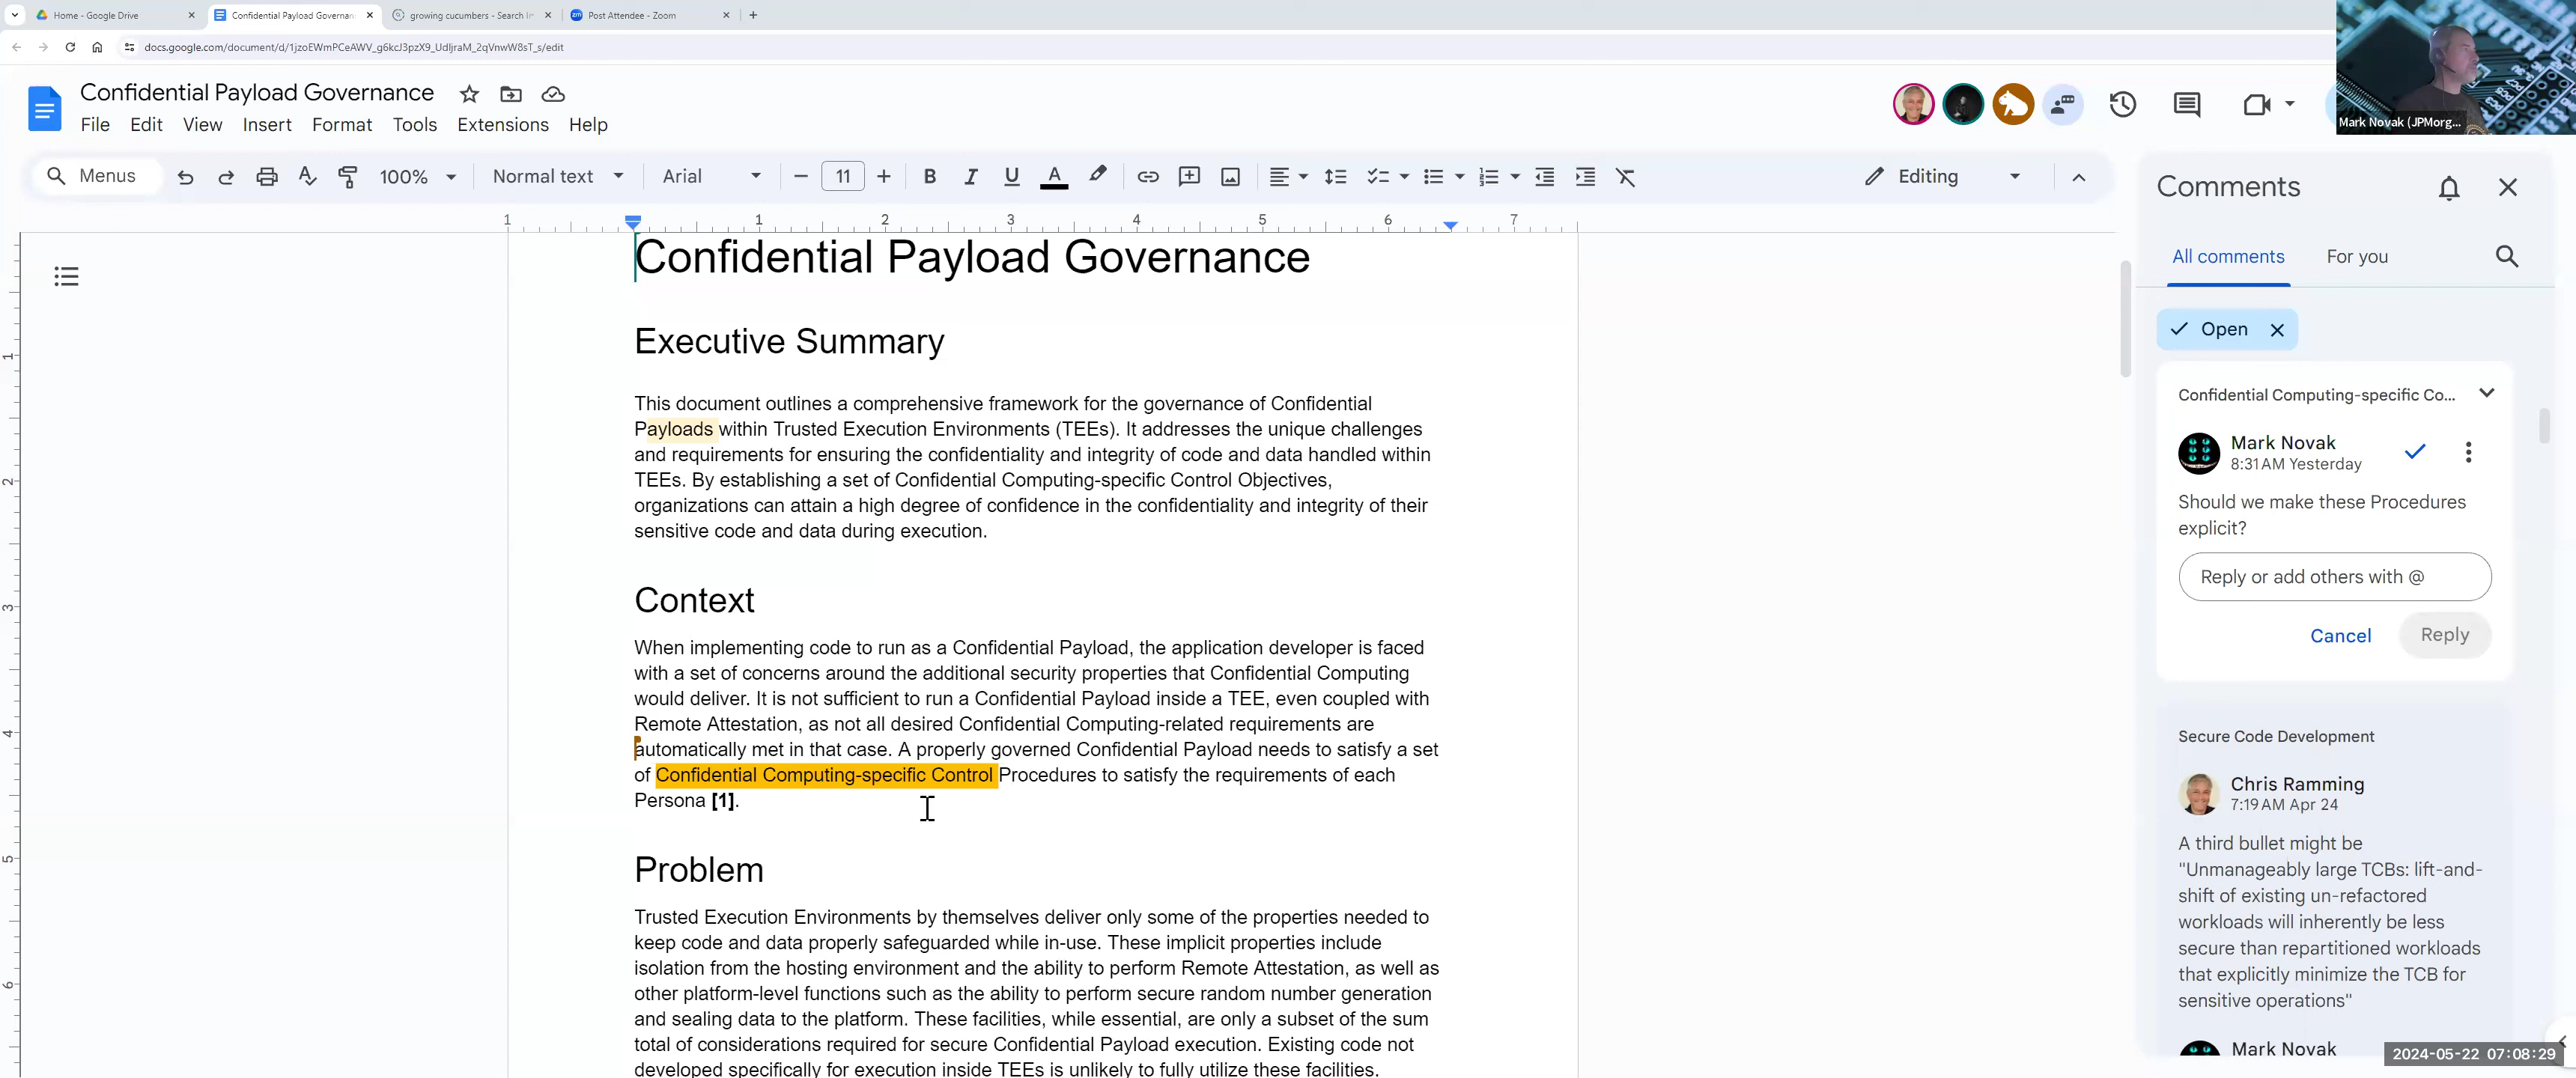 Home - Google Drive
Confidential Payload Governan
growing cucumbers - Search In
Post Attendee - Zoom
docs.google.com/document/d/1jzoEWmPCeAWV_g6kcJ3pzX9_UdIjraM_2qVnwW8sT_s/edit
Confidential Payload Governance
File Edit View Insert Format Tools Extensions Help
Mark Novak (JPMorg...
Menus 100% Normal text Arial 11 Editing
1 1 2 3 4 5 6 7
Confidential Payload Governance
Executive Summary
This document outlines a comprehensive framework for the governance of Confidential
Payloads within Trusted Execution Environments (TEEs). It addresses the unique challenges
and requirements for ensuring the confidentiality and integrity of code and data handled within
TEEs. By establishing a set of Confidential Computing-specific Control Objectives,
organizations can attain a high degree of confidence in the confidentiality and integrity of their
sensitive code and data during execution.
Context
When implementing code to run as a Confidential Payload, the application developer is faced
with a set of concerns around the additional security properties that Confidential Computing
would deliver. It is not sufficient to run a Confidential Payload inside a TEE, even coupled with
Remote Attestation, as not all desired Confidential Computing-related requirements are
automatically met in that case. A properly governed Confidential Payload needs to satisfy a set
of Confidential Computing-specific Control Procedures to satisfy the requirements of each
Persona [1].
Problem
Trusted Execution Environments by themselves deliver only some of the properties needed to
keep code and data properly safeguarded while in-use. These implicit properties include
isolation from the hosting environment and the ability to perform Remote Attestation, as well as
other platform-level functions such as the ability to perform secure random number generation
and sealing data to the platform. These facilities, while essential, are only a subset of the sum
total of considerations required for secure Confidential Payload execution. Existing code not
developed specifically for execution inside TEEs is unlikely to fully utilize these facilities.
1
2
3
4
5
6
Comments
All comments For you
Open
Confidential Computing-specific Co...
Mark Novak
8:31 AM Yesterday
Should we make these Procedures
explicit?
Reply or add others with @
Cancel Reply
Secure Code Development
Chris Ramming
7:19 AM Apr 24
A third bullet might be
"Unmanageably large TCBs: lift-and-
shift of existing un-refactored
workloads will inherently be less
secure than repartitioned workloads
that explicitly minimize the TCB for
sensitive operations"
Mark Novak
2024-05-22 07:08:29